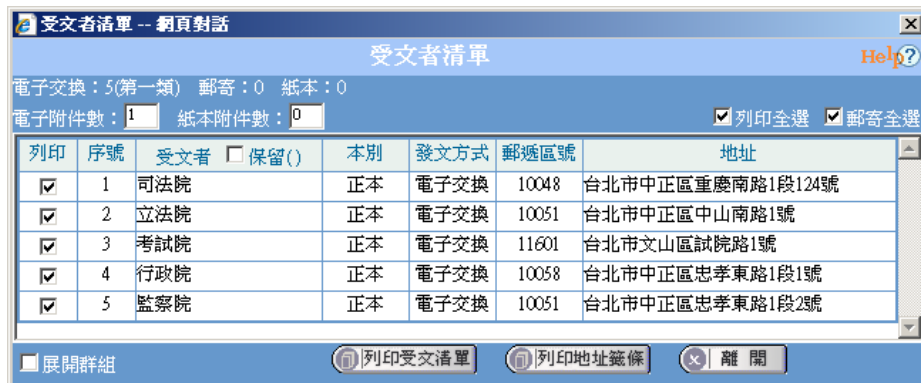 受文者清單 -- 網頁對話
受文者清單
Help?
電子交換：5(第一類) 郵寄：0 紙本：0
電子附件數：1 紙本附件數：0 列印全選 郵寄全選
列印 序號 受文者 保留() 本別 發文方式 郵遞區號 地址
1 司法院 正本 電子交換 10048 台北市中正區重慶南路1段124號
2 立法院 正本 電子交換 10051 台北市中正區中山南路1號
3 考試院 正本 電子交換 11601 台北市文山區試院路1號
4 行政院 正本 電子交換 10058 台北市中正區忠孝東路1段1號
5 監察院 正本 電子交換 10051 台北市中正區忠孝東路1段2號
展開群組 列印受文清單 列印地址籤條 離 開